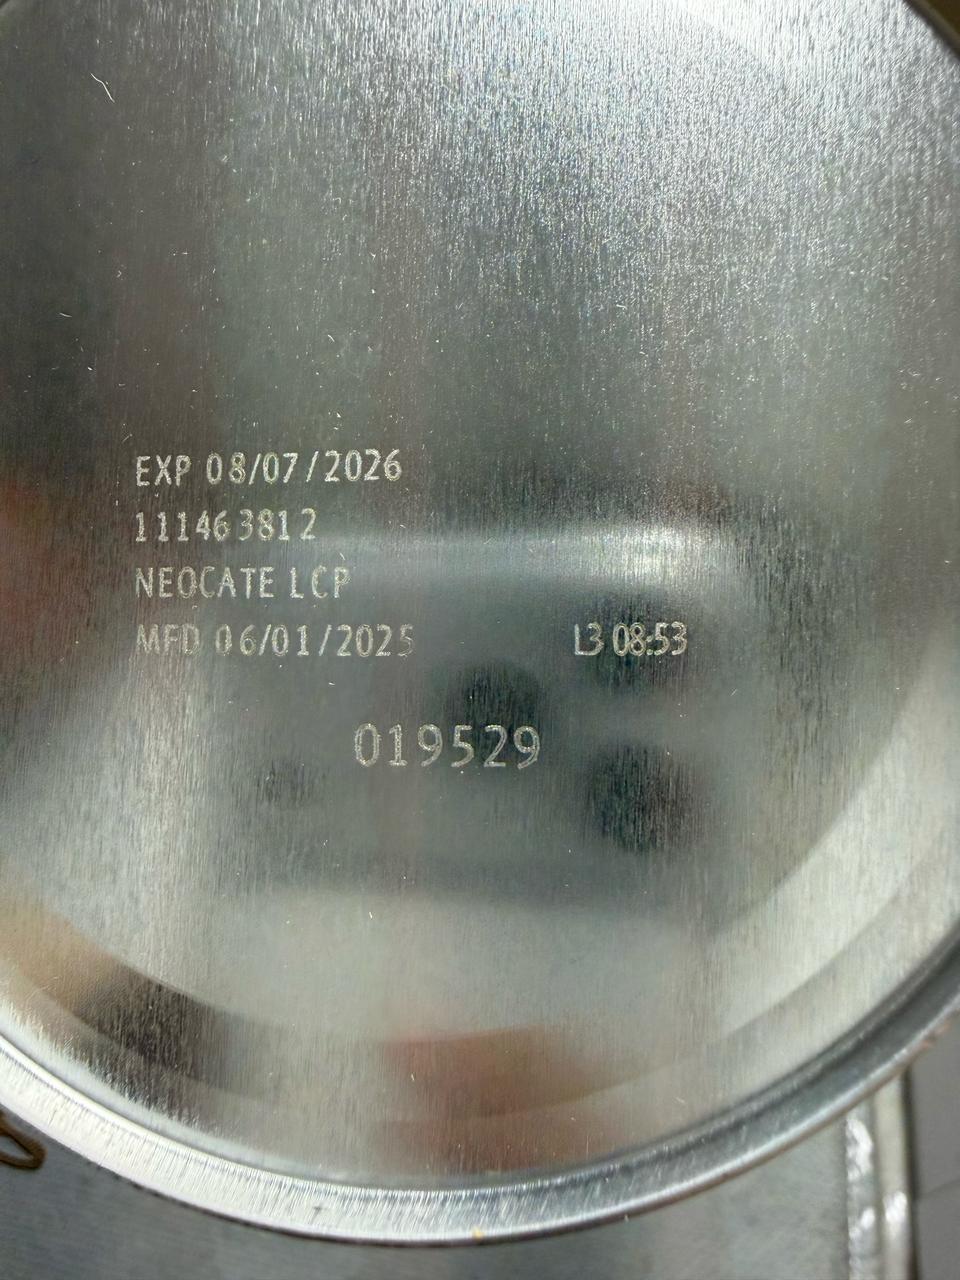 EXP 08/07/2026
111463812
NEOCATE LCP
MFD 06/01/2025
L3 08:53
019529